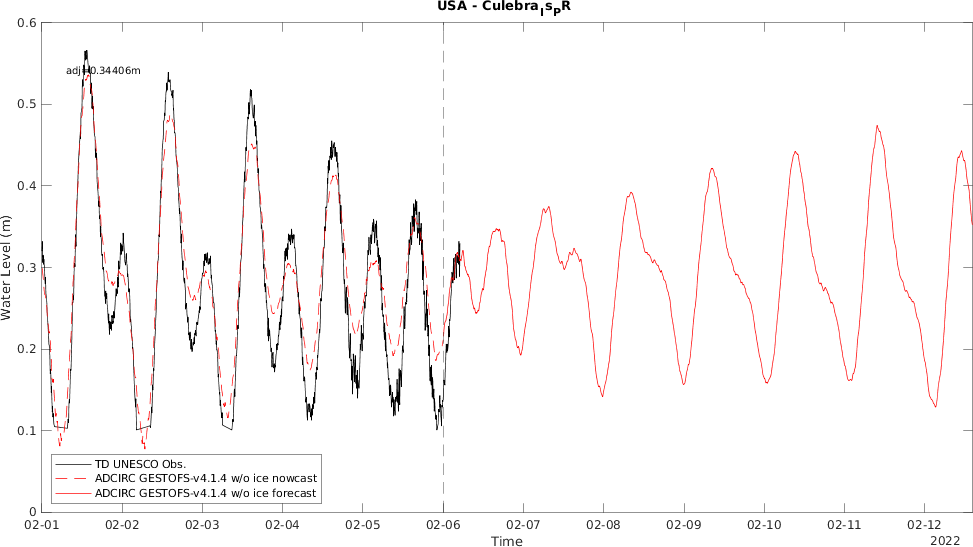 USA - Culebra_Is_PR
0.6
adj=0.34406m
0.5
0.4
0.3
0.2
0.1
0
Water Level (m)
TD UNESCO Obs.
ADCIRC GESTOFS-v4.1.4 w/o ice nowcast
ADCIRC GESTOFS-v4.1.4 w/o ice forecast
02-01 02-02 02-03 02-04 02-05 02-06 02-07 02-08 02-09 02-10 02-11 02-12
Time
2022